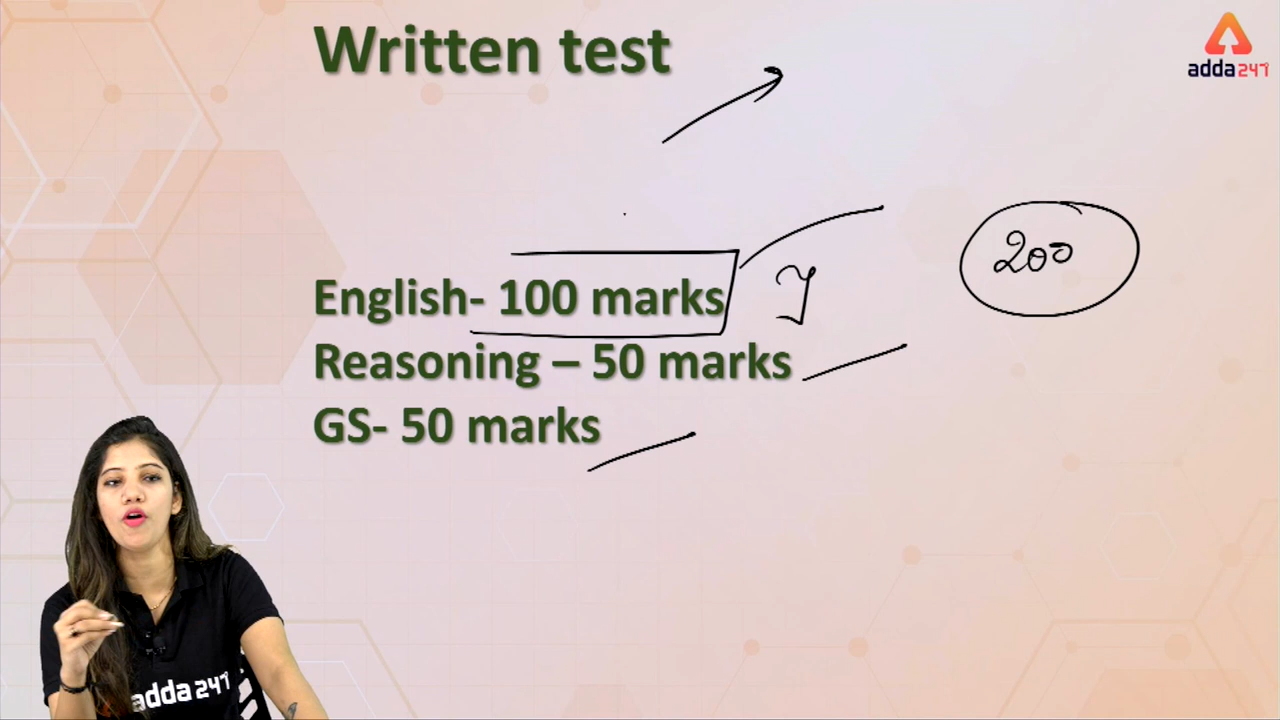 Written test
adda247
200
English- 100 marks
Reasoning – 50 marks
GS- 50 marks
adda247